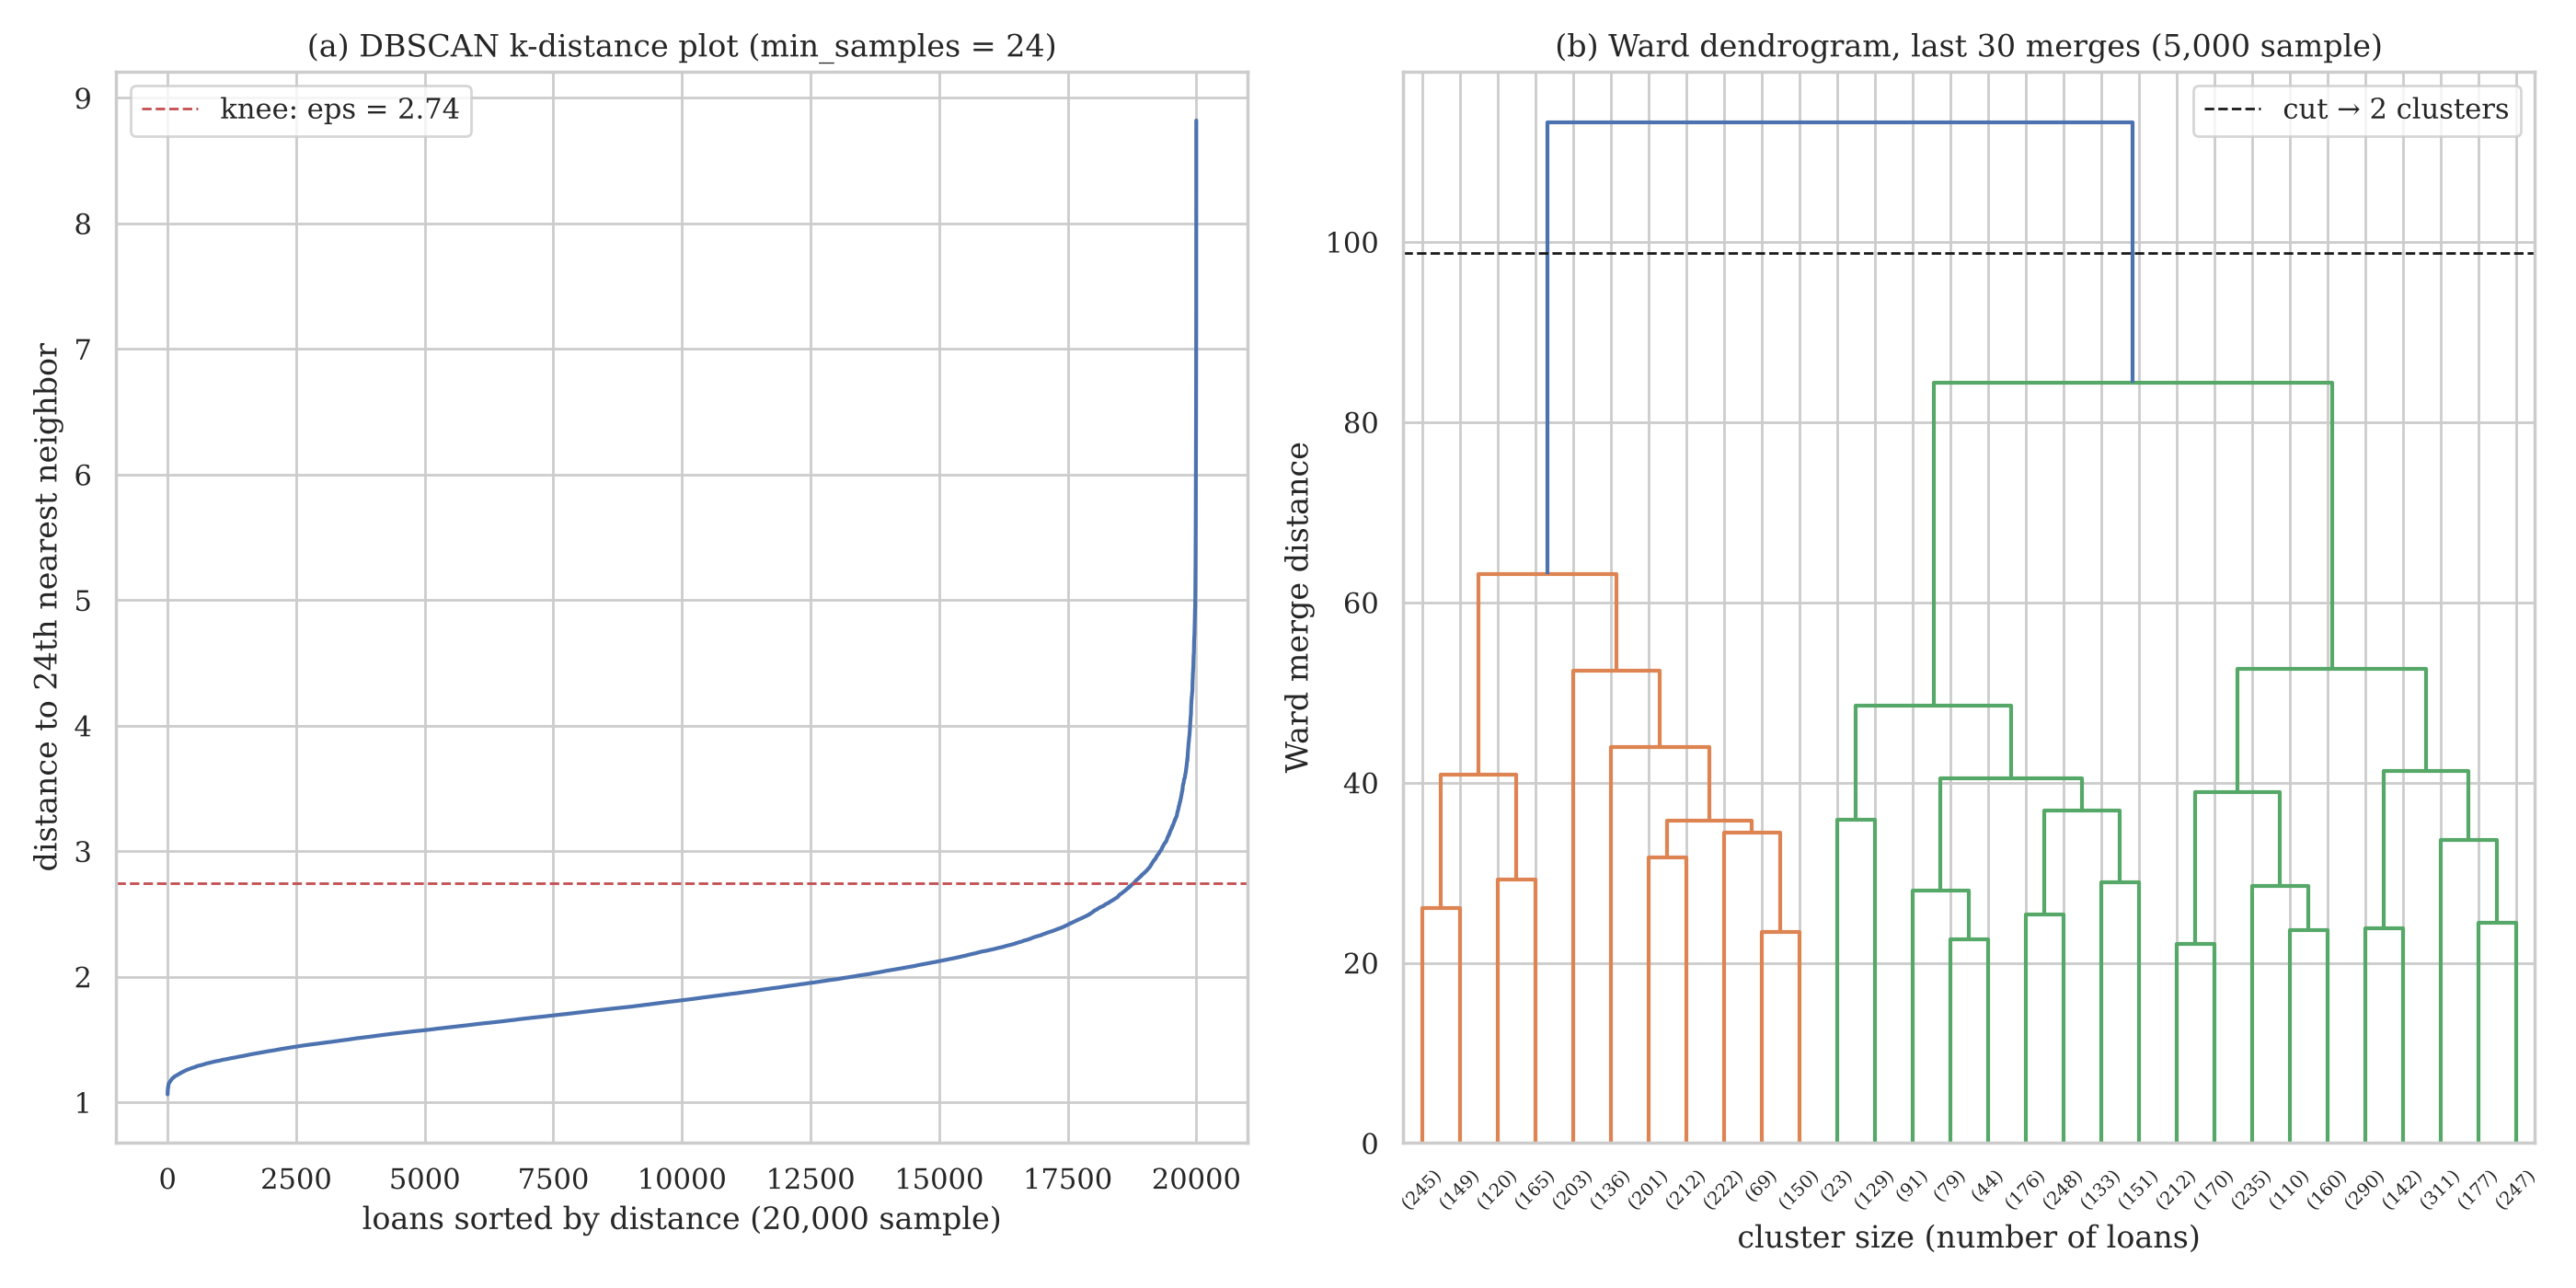 (a) DBSCAN k-distance plot (min_samples = 24)
knee: eps = 2.74
distance to 24th nearest neighbor
9
8
7
6
5
4
3
2
1
0 2500 5000 7500 10000 12500 15000 17500 20000
loans sorted by distance (20,000 sample)
(b) Ward dendrogram, last 30 merges (5,000 sample)
cut → 2 clusters
Ward merge distance
100
80
60
40
20
0
(245) (149) (120) (165) (203) (136) (201) (212) (222) (69) (150) (23) (129) (91) (79) (44) (176) (248) (133) (151) (212) (170) (235) (110) (160) (290) (142) (311) (177) (247)
cluster size (number of loans)